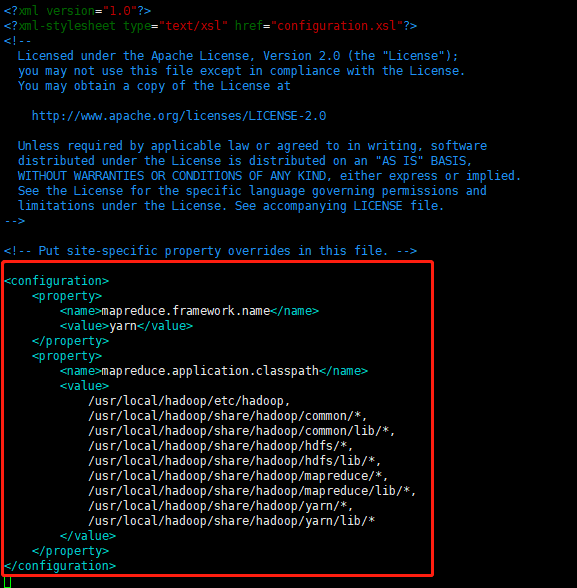 <?xml version="1.0"?>
<?xml-stylesheet type="text/xsl" href="configuration.xsl"?>
<!--
  Licensed under the Apache License, Version 2.0 (the "License");
  you may not use this file except in compliance with the License.
  You may obtain a copy of the License at

    http://www.apache.org/licenses/LICENSE-2.0

  Unless required by applicable law or agreed to in writing, software
  distributed under the License is distributed on an "AS IS" BASIS,
  WITHOUT WARRANTIES OR CONDITIONS OF ANY KIND, either express or implied.
  See the License for the specific language governing permissions and
  limitations under the License. See accompanying LICENSE file.
-->

<!-- Put site-specific property overrides in this file. -->

<configuration>
    <property>
        <name>mapreduce.framework.name</name>
        <value>yarn</value>
    </property>
    <property>
        <name>mapreduce.application.classpath</name>
        <value>
            /usr/local/hadoop/etc/hadoop,
            /usr/local/hadoop/share/hadoop/common/*,
            /usr/local/hadoop/share/hadoop/common/lib/*,
            /usr/local/hadoop/share/hadoop/hdfs/*,
            /usr/local/hadoop/share/hadoop/hdfs/lib/*,
            /usr/local/hadoop/share/hadoop/mapreduce/*,
            /usr/local/hadoop/share/hadoop/mapreduce/lib/*,
            /usr/local/hadoop/share/hadoop/yarn/*,
            /usr/local/hadoop/share/hadoop/yarn/lib/*
        </value>
    </property>
</configuration>